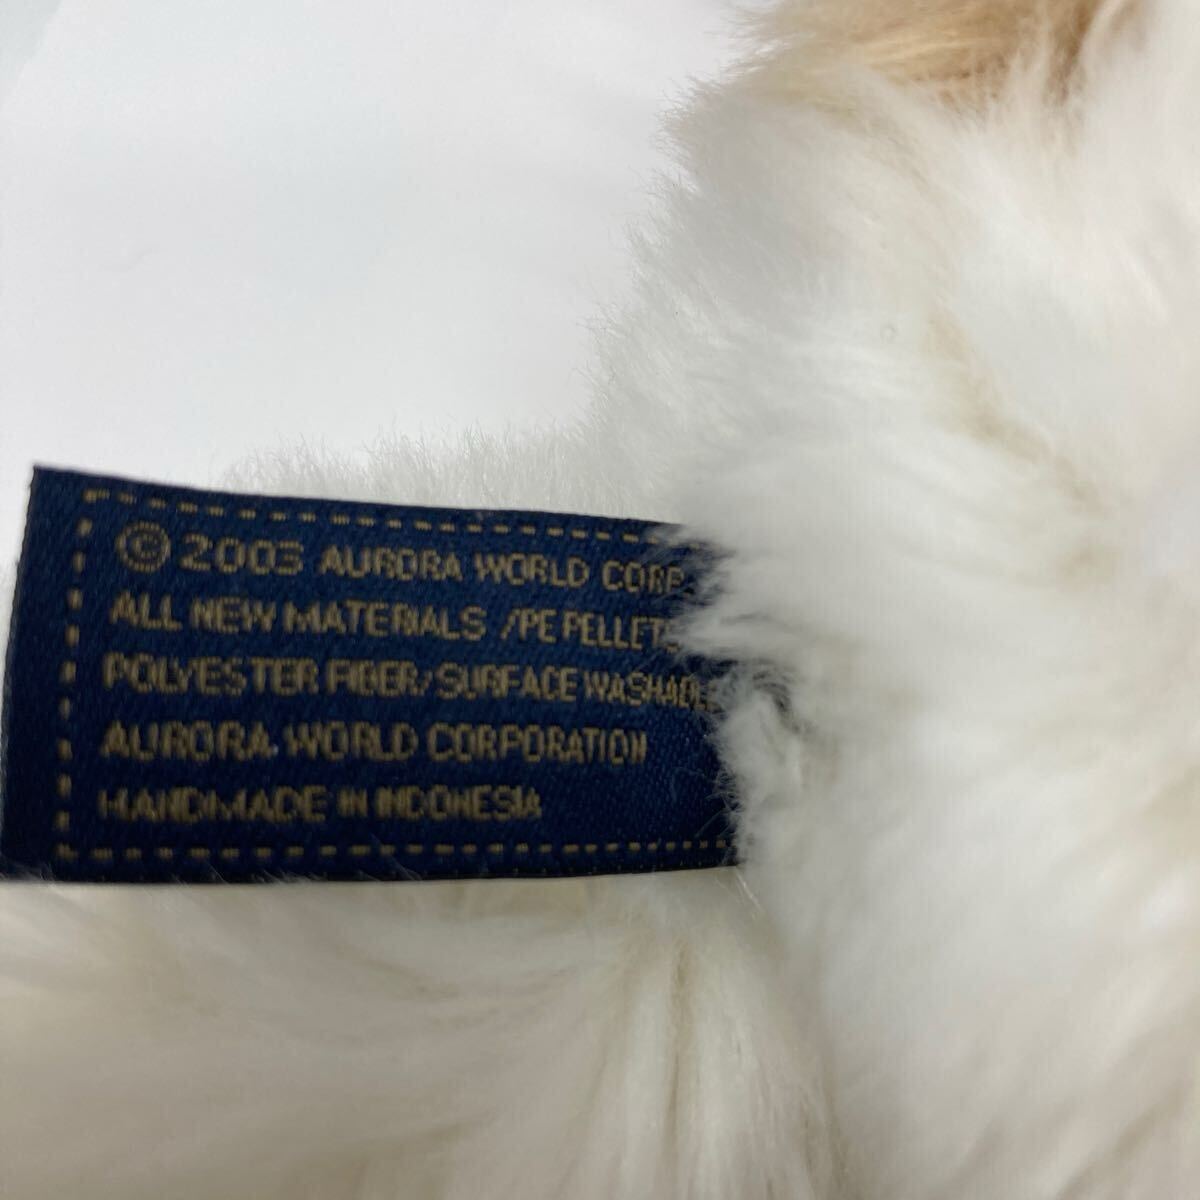 © 2003 AURORA WORLD CORP.
ALL NEW MATERIALS /PE PELLETS
POLYESTER FIBER/SURFACE WASHABLE
AURORA WORLD CORPORATION
HANDMADE IN INDONESIA